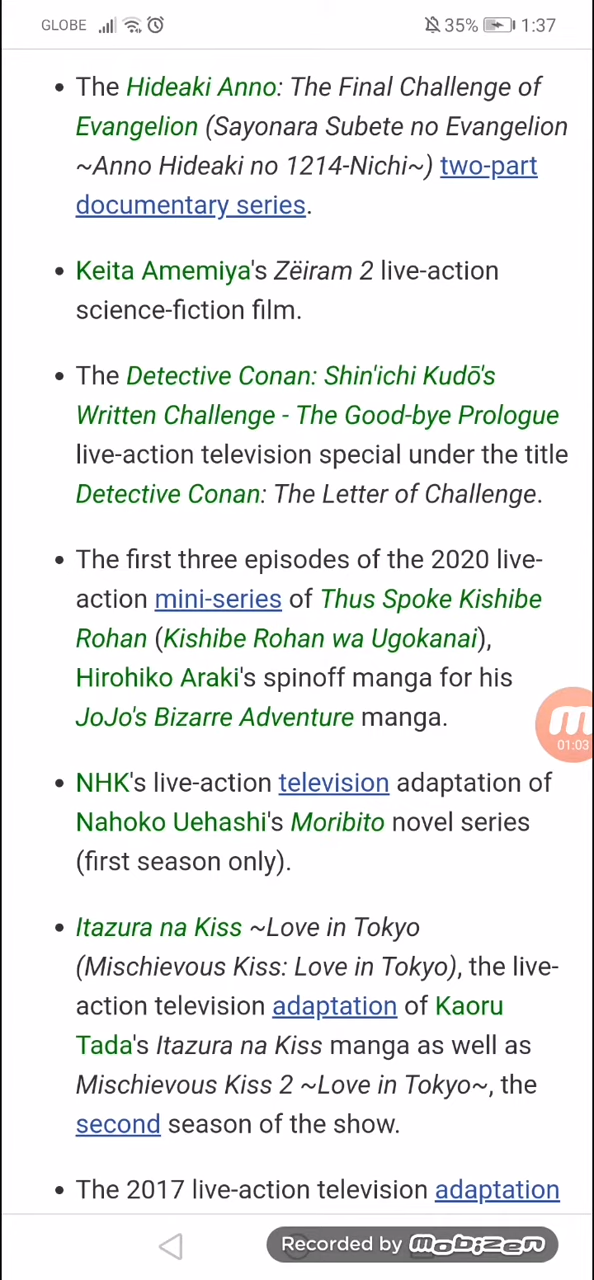 GLOBE 35% 1:37
• The Hideaki Anno: The Final Challenge of
Evangelion (Sayonara Subete no Evangelion
~Anno Hideaki no 1214-Nichi~) two-part
documentary series.
• Keita Amemiya's Zëiram 2 live-action
science-fiction film.
• The Detective Conan: Shin'ichi Kudō's
Written Challenge - The Good-bye Prologue
live-action television special under the title
Detective Conan: The Letter of Challenge.
• The first three episodes of the 2020 live-
action mini-series of Thus Spoke Kishibe
Rohan (Kishibe Rohan wa Ugokanai),
Hirohiko Araki's spinoff manga for his
JoJo's Bizarre Adventure manga.
01:03
• NHK's live-action television adaptation of
Nahoko Uehashi's Moribito novel series
(first season only).
• Itazura na Kiss ~Love in Tokyo
(Mischievous Kiss: Love in Tokyo), the live-
action television adaptation of Kaoru
Tada's Itazura na Kiss manga as well as
Mischievous Kiss 2 ~Love in Tokyo~, the
second season of the show.
• The 2017 live-action television adaptation
Recorded by mobizen